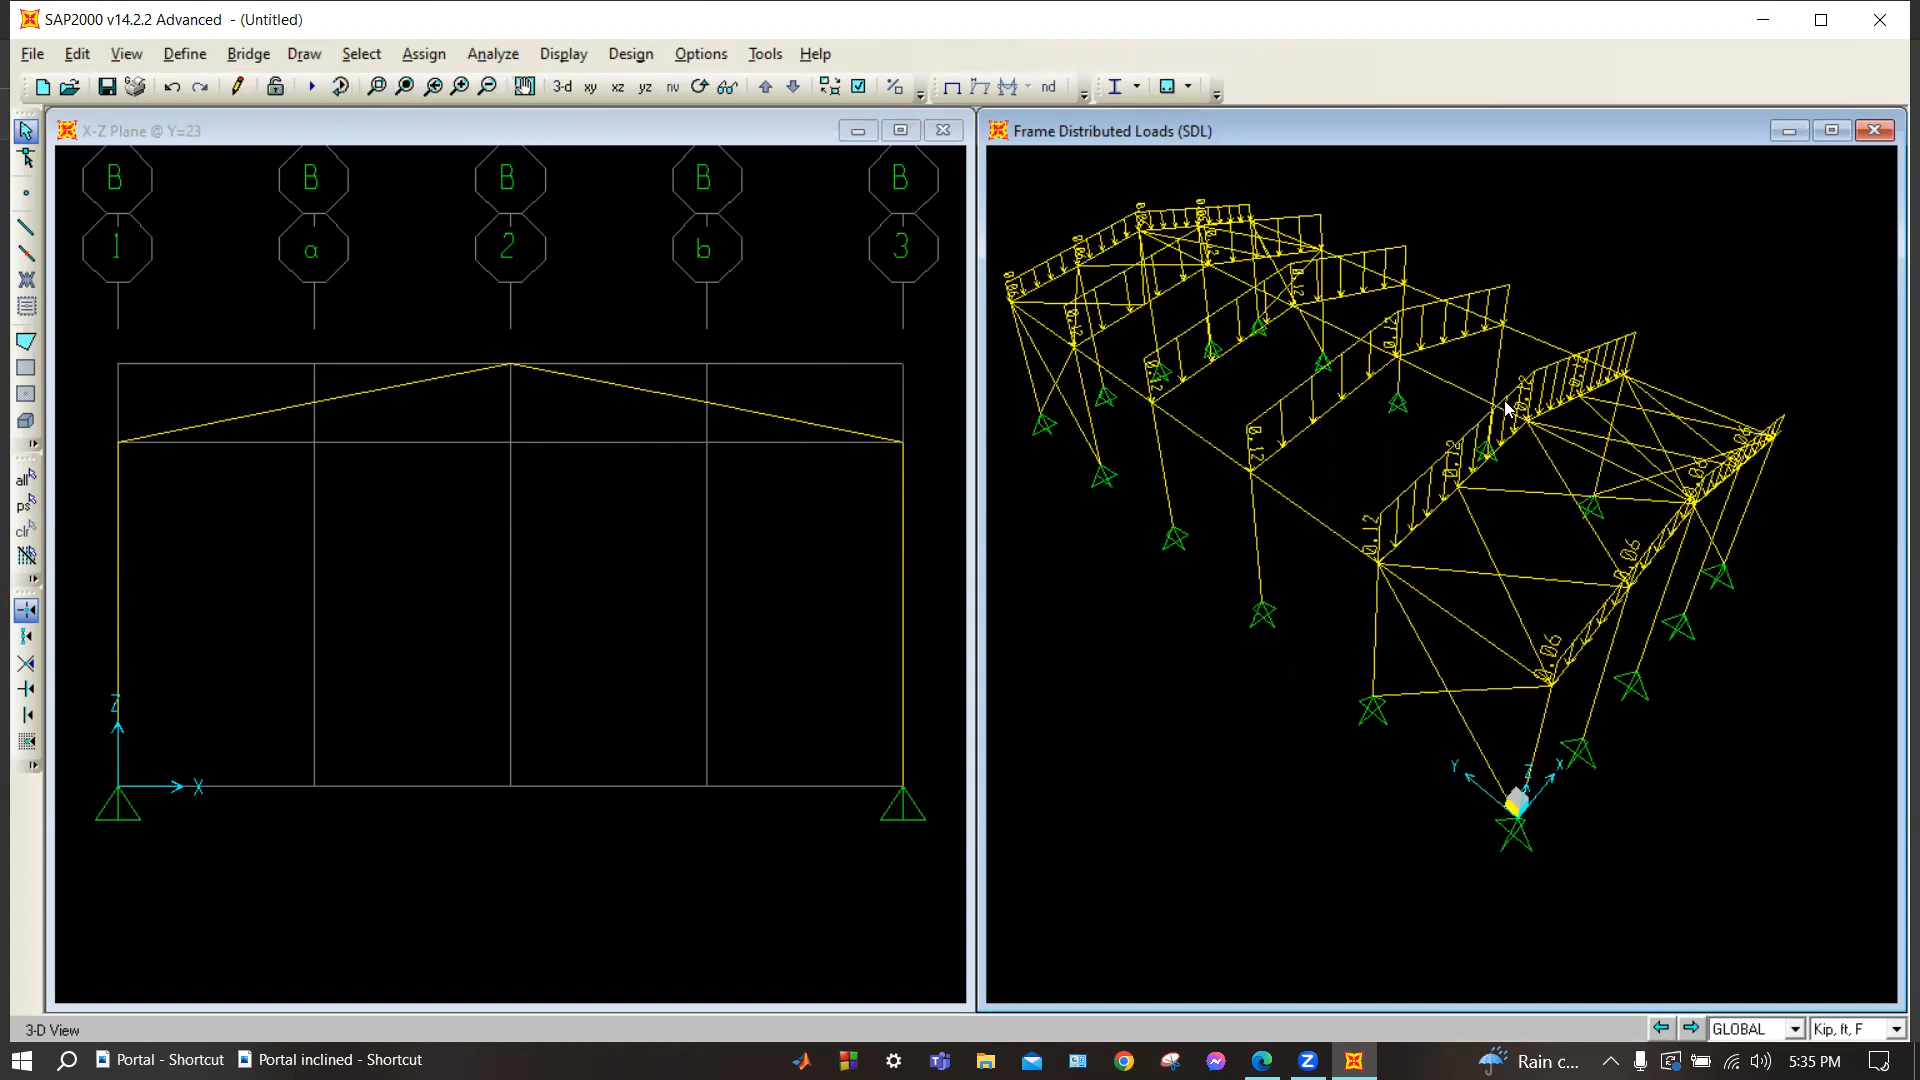 SAP2000 v14.2.2 Advanced - (Untitled)
File Edit View Define Bridge Draw Select Assign Analyze Display Design Options Tools Help
3-d xy xz yz nv nd
X-Z Plane @ Y=23
Frame Distributed Loads (SDL)
B B B B B
1 a 2 b 3
all
ps
clr
Z
X
0.12
0.12
0.12
0.12
0.06
0.06
Y Z X
3-D View
GLOBAL
Kip, ft, F
Portal - Shortcut
Portal inclined - Shortcut
Rain c...
5:35 PM